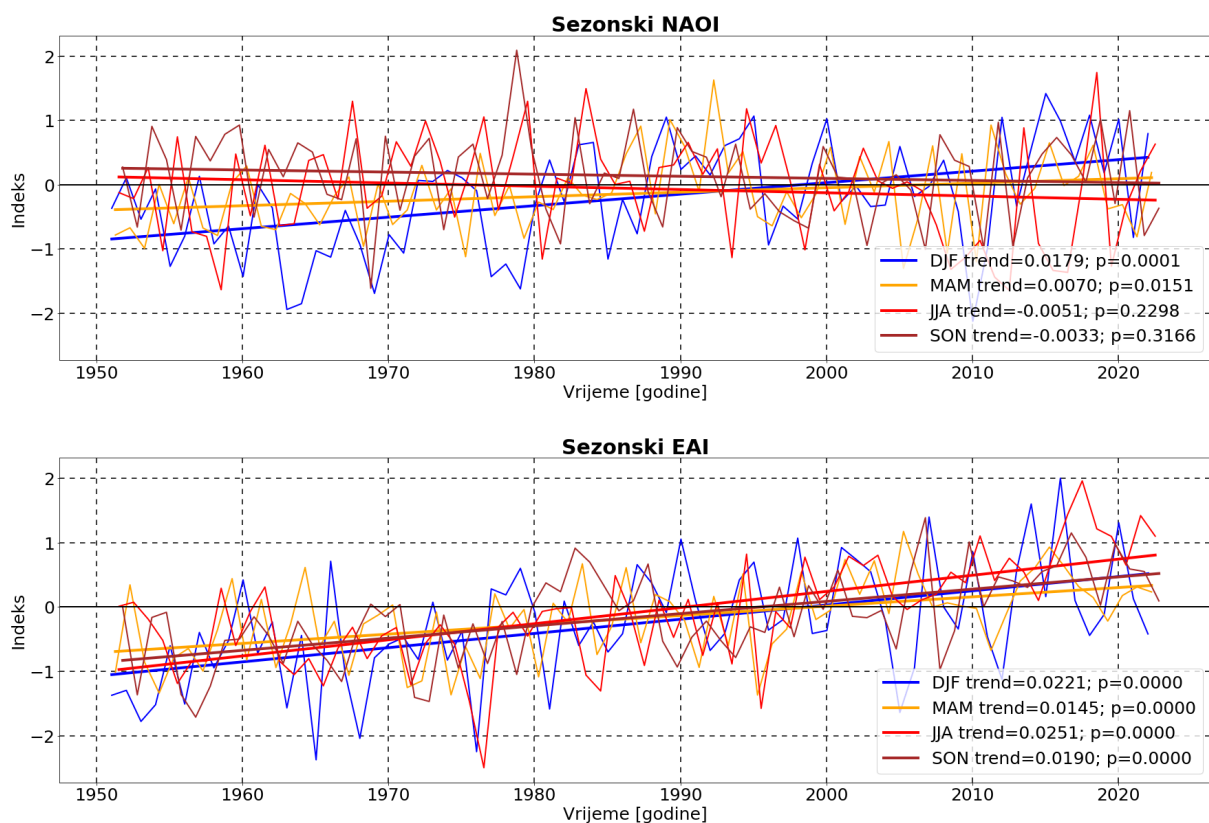 Sezonski NAOI
Indeks
2
1
0
−1
−2
DJF trend=0.0179; p=0.0001
MAM trend=0.0070; p=0.0151
JJA trend=-0.0051; p=0.2298
SON trend=-0.0033; p=0.3166
1950 1960 1970 1980 1990 2000 2010 2020
Vrijeme [godine]
Sezonski EAI
Indeks
2
1
0
−1
−2
DJF trend=0.0221; p=0.0000
MAM trend=0.0145; p=0.0000
JJA trend=0.0251; p=0.0000
SON trend=0.0190; p=0.0000
1950 1960 1970 1980 1990 2000 2010 2020
Vrijeme [godine]